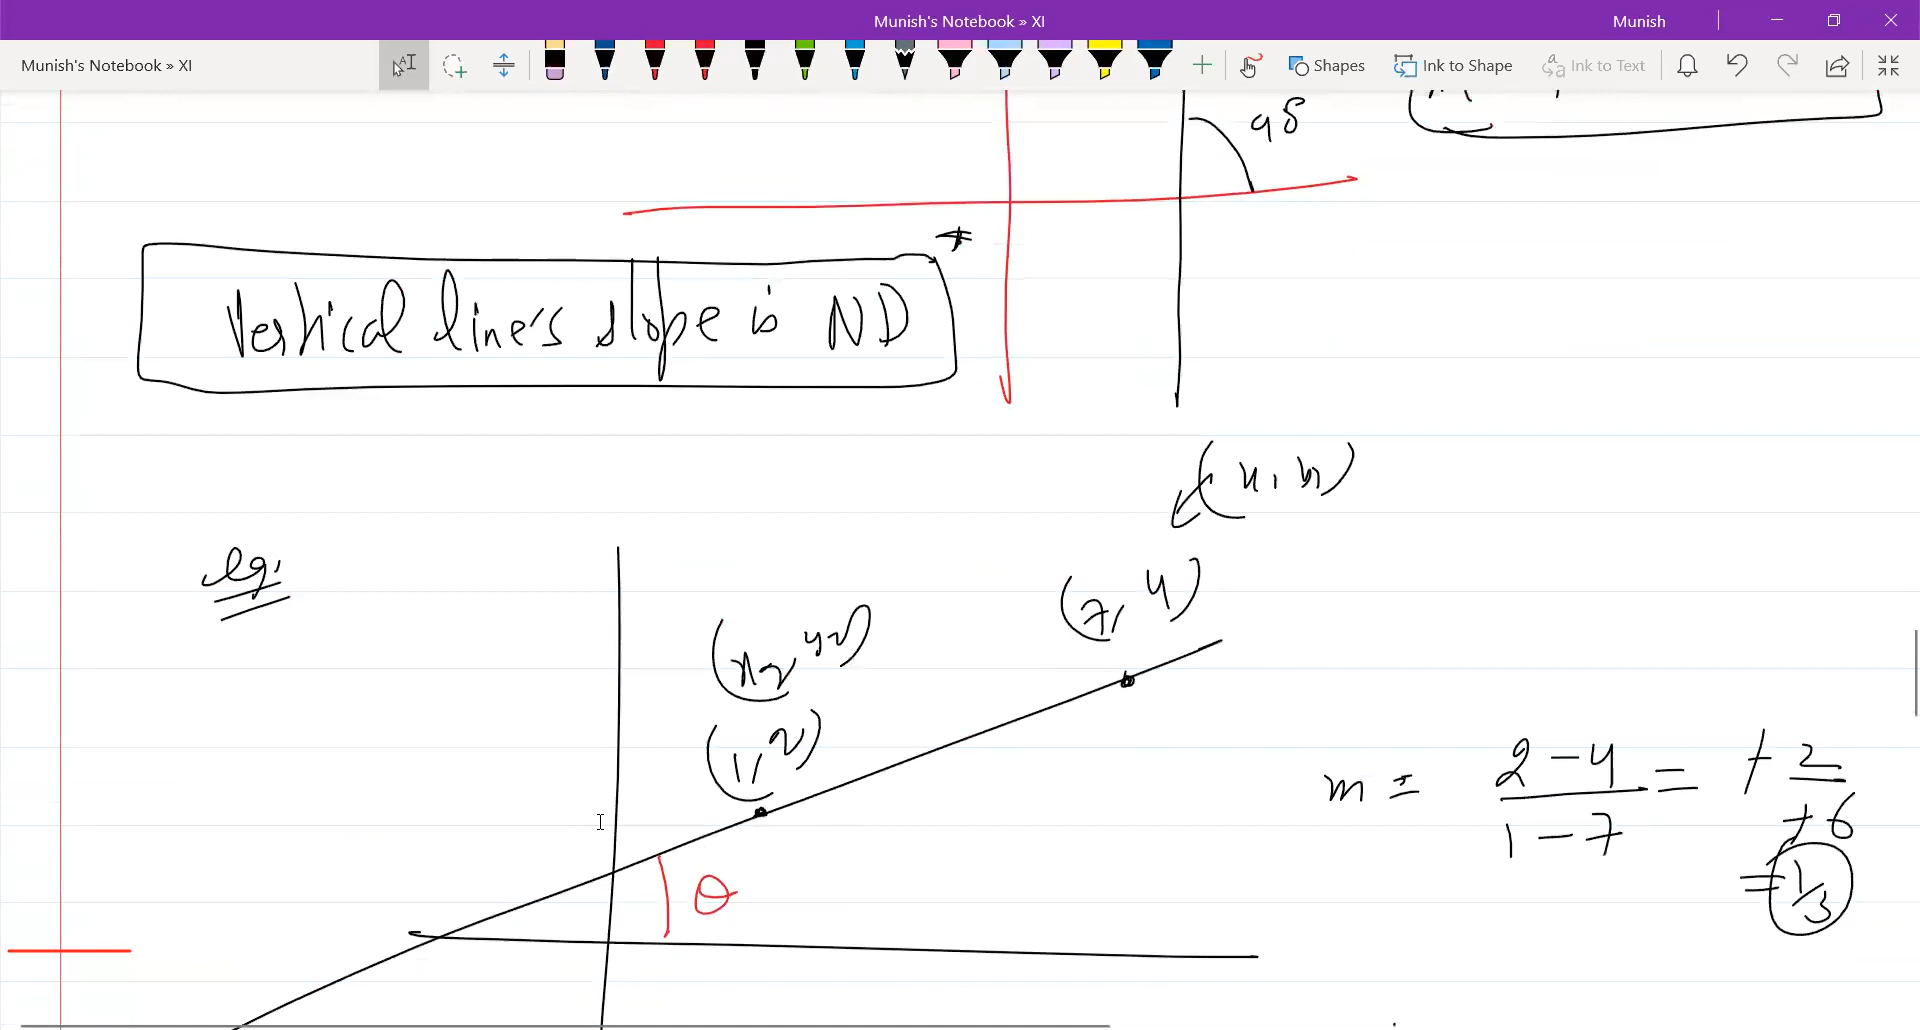 Munish's Notebook » XI
Munish
Munish's Notebook » XI
Shapes
Ink to Shape
Ink to Text
90°
Vertical line's slope is ND *
(x1, y1)
eg.
(7, 4)
(x2, y2)
(1, 2)
m = 2 - 4 / 1 - 7 = + 2 / + 6
= 1/3
θ